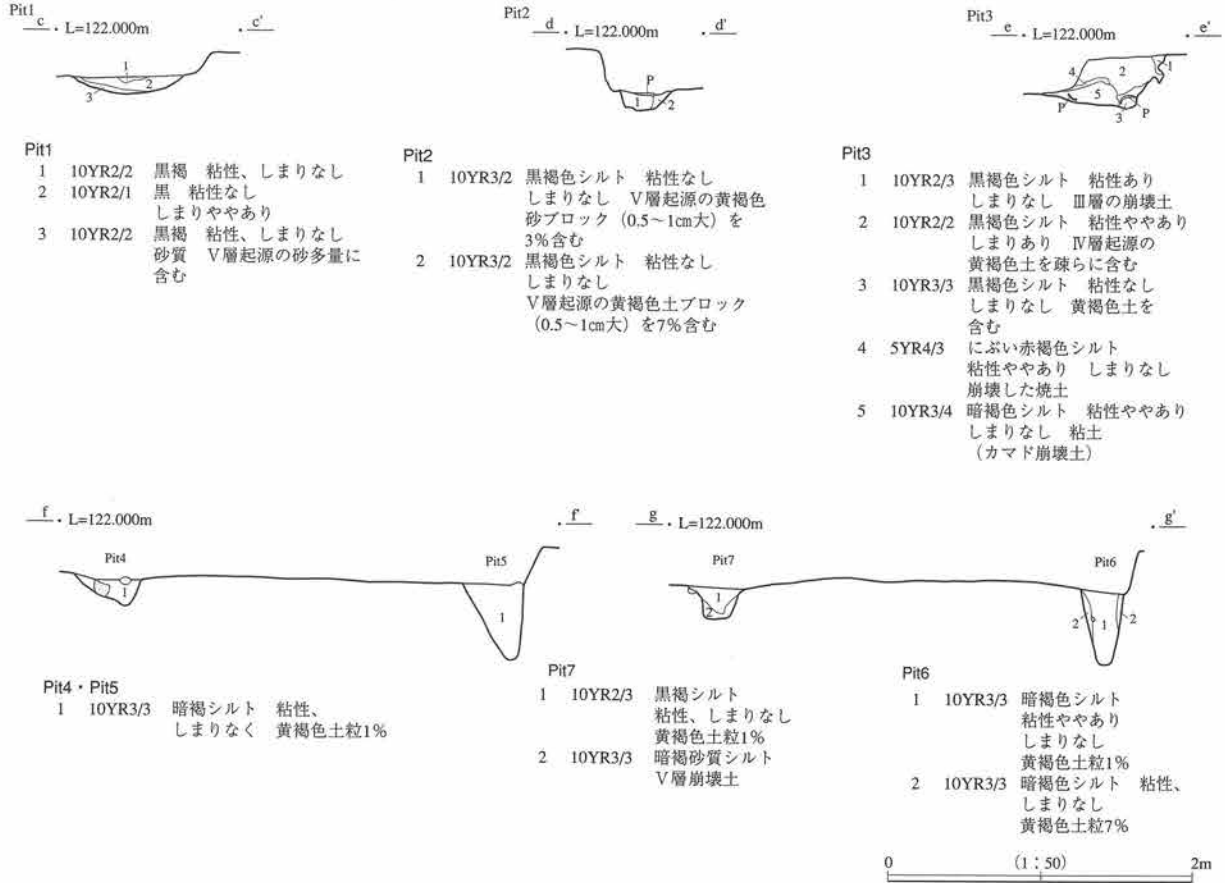 Pit1
c ・ L=122.000m ・ c'
1
2
3
Pit1
1 10YR2/2 黒褐 粘性、しまりなし
2 10YR2/1 黒 粘性なし
しまりややあり
3 10YR2/2 黒褐 粘性、しまりなし
砂質 Ⅴ層起源の砂多量に
含む
Pit2
d ・ L=122.000m ・ d'
P
1 2
Pit2
1 10YR3/2 黒褐色シルト 粘性なし
しまりなし Ⅴ層起源の黄褐色
砂ブロック(0.5~1㎝大)を
3%含む
2 10YR3/2 黒褐色シルト 粘性なし
しまりなし
Ⅴ層起源の黄褐色土ブロック
(0.5~1㎝大)を7%含む
Pit3
e ・ L=122.000m ・ e'
4 2 1
5
P 3 P
Pit3
1 10YR2/3 黒褐色シルト 粘性あり
しまりなし Ⅲ層の崩壊土
2 10YR2/2 黒褐色シルト 粘性ややあり
しまりあり Ⅳ層起源の
黄褐色土を疎らに含む
3 10YR3/3 黒褐色シルト 粘性なし
しまりなし 黄褐色土を
含む
4 5YR4/3 にぶい赤褐色シルト
粘性ややあり しまりなし
崩壊した焼土
5 10YR3/4 暗褐色シルト 粘性ややあり
しまりなし 粘土
(カマド崩壊土)
f ・ L=122.000m ・ f'
Pit4 Pit5
1 1
Pit4・Pit5
1 10YR3/3 暗褐シルト 粘性、
しまりなく 黄褐色土粒1%
g ・ L=122.000m ・ g'
Pit7 Pit6
1
2 2 1 2
Pit7
1 10YR2/3 黒褐シルト
粘性、しまりなし
黄褐色土粒1%
2 10YR3/3 暗褐砂質シルト
Ⅴ層崩壊土
Pit6
1 10YR3/3 暗褐色シルト
粘性ややあり
しまりなし
黄褐色土粒1%
2 10YR3/3 暗褐色シルト 粘性、
しまりなし
黄褐色土粒7%
0 (1:50) 2m